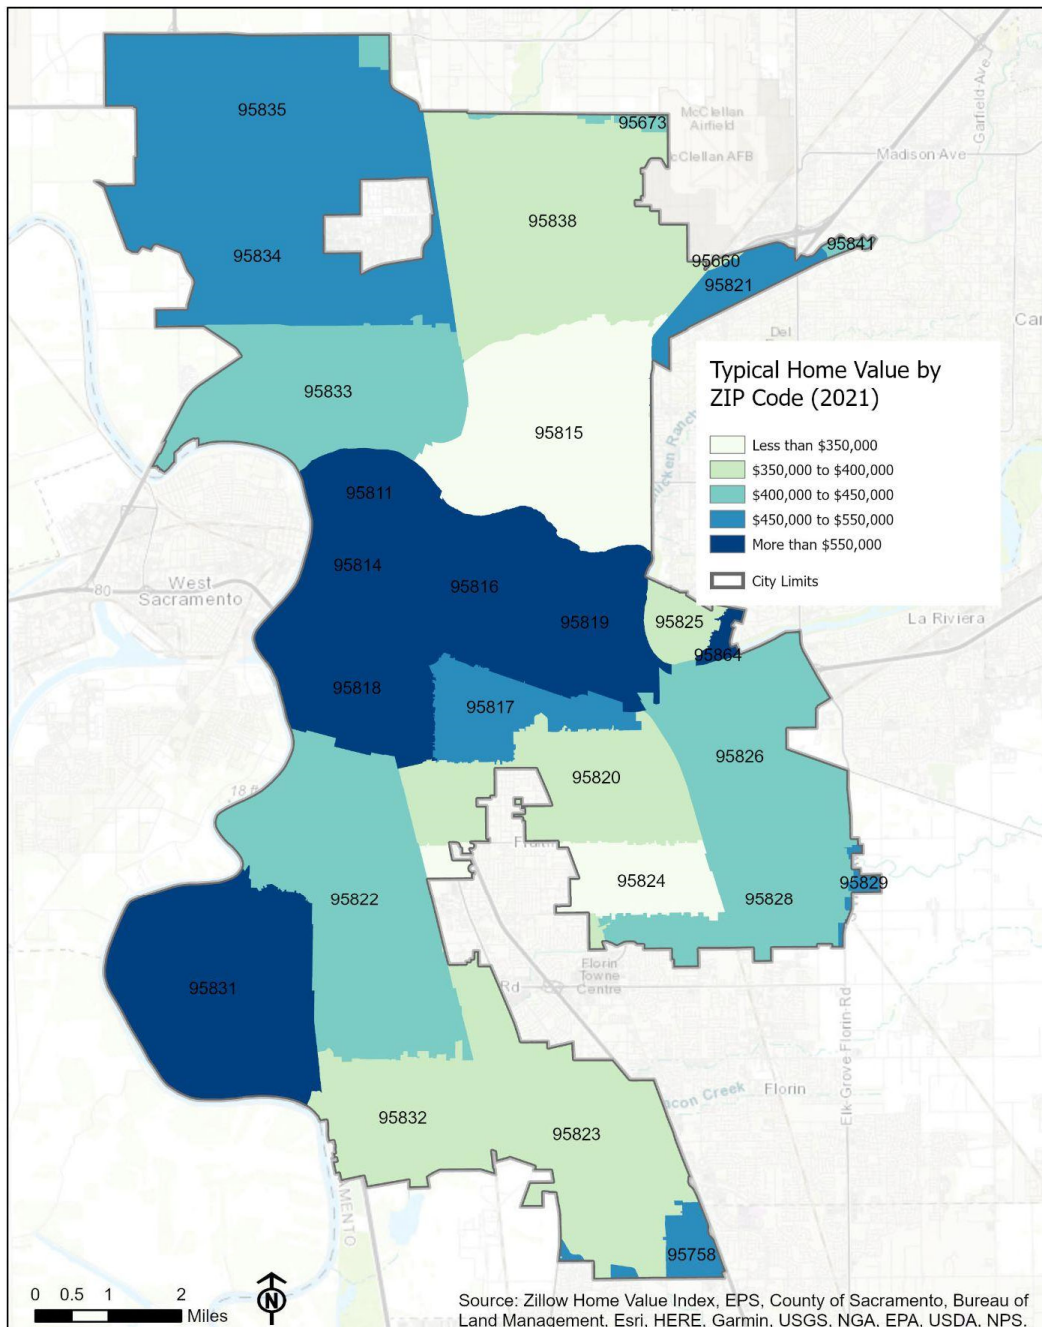 McClellan
Airfield
McClellan AFB
Garfield Ave
Madison Ave
95835
95673
95838
95834
95660
95841
95821
Del
Car
95833
95815
Typical Home Value by
ZIP Code (2021)
Less than $350,000
$350,000 to $400,000
$400,000 to $450,000
$450,000 to $550,000
More than $550,000
City Limits
95811
95814
95816
80
West
Sacramento
95819
95825
La Riviera
95864
95818
95817
95826
95820
18 ft
95824
95829
95822
95828
Florin
Towne
Centre
Rd
95831
Elk Grove Florin Rd
Florin
95832
95823
95758
0 0.5 1 2
Miles
N
Source: Zillow Home Value Index, EPS, County of Sacramento, Bureau of
Land Management, Esri, HERE, Garmin, USGS, NGA, EPA, USDA, NPS,